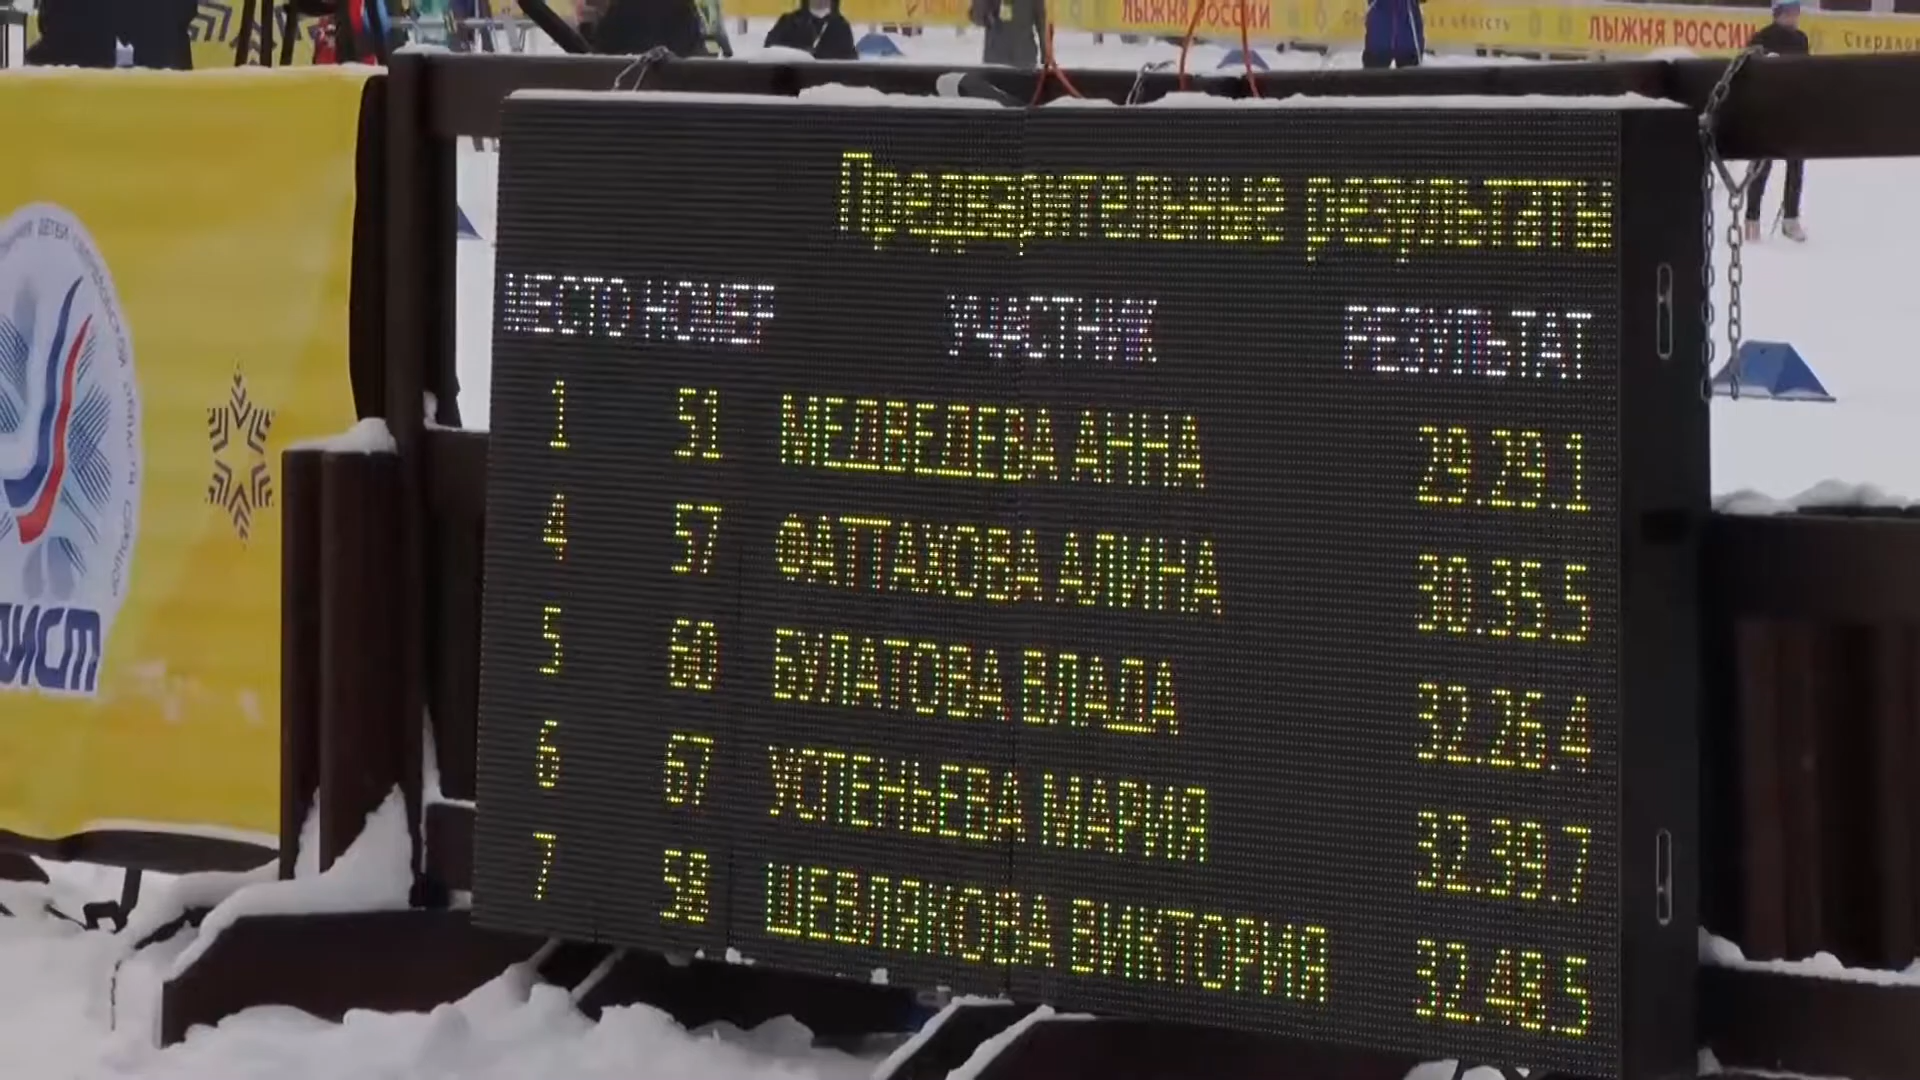 ЛЫЖНЯ РОССИИ
ЛЫЖНЯ РОССИИ
Предварительные результаты
МЕСТО НОМЕР УЧАСТНИК РЕЗУЛЬТАТ
1 51 МЕДВЕДЕВА АННА 29.29.1
4 57 ФАТТАХОВА АЛИНА 30.35.5
5 60 БУЛАТОВА ВЛАДА 32.26.4
6 67 УСПЕНЬЕВА МАРИЯ 32.39.7
7 58 ШЕВЛЯКОВА ВИКТОРИЯ 32.48.5